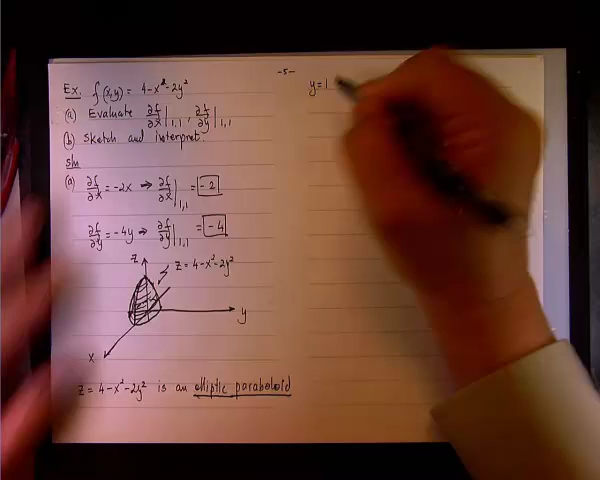 -5-
Ex. f(x,y) = 4-x²-2y²
(a) Evaluate ∂f/∂x|1,1, ∂f/∂y|1,1
(b) Sketch and interpret.
Sln
(a) ∂f/∂x = -2x → ∂f/∂x|1,1 = -2
∂f/∂y = -4y → ∂f/∂y|1,1 = -4
z z = 4-x²-2y²
y
x
z = 4-x²-2y² is an elliptic paraboloid
y=1